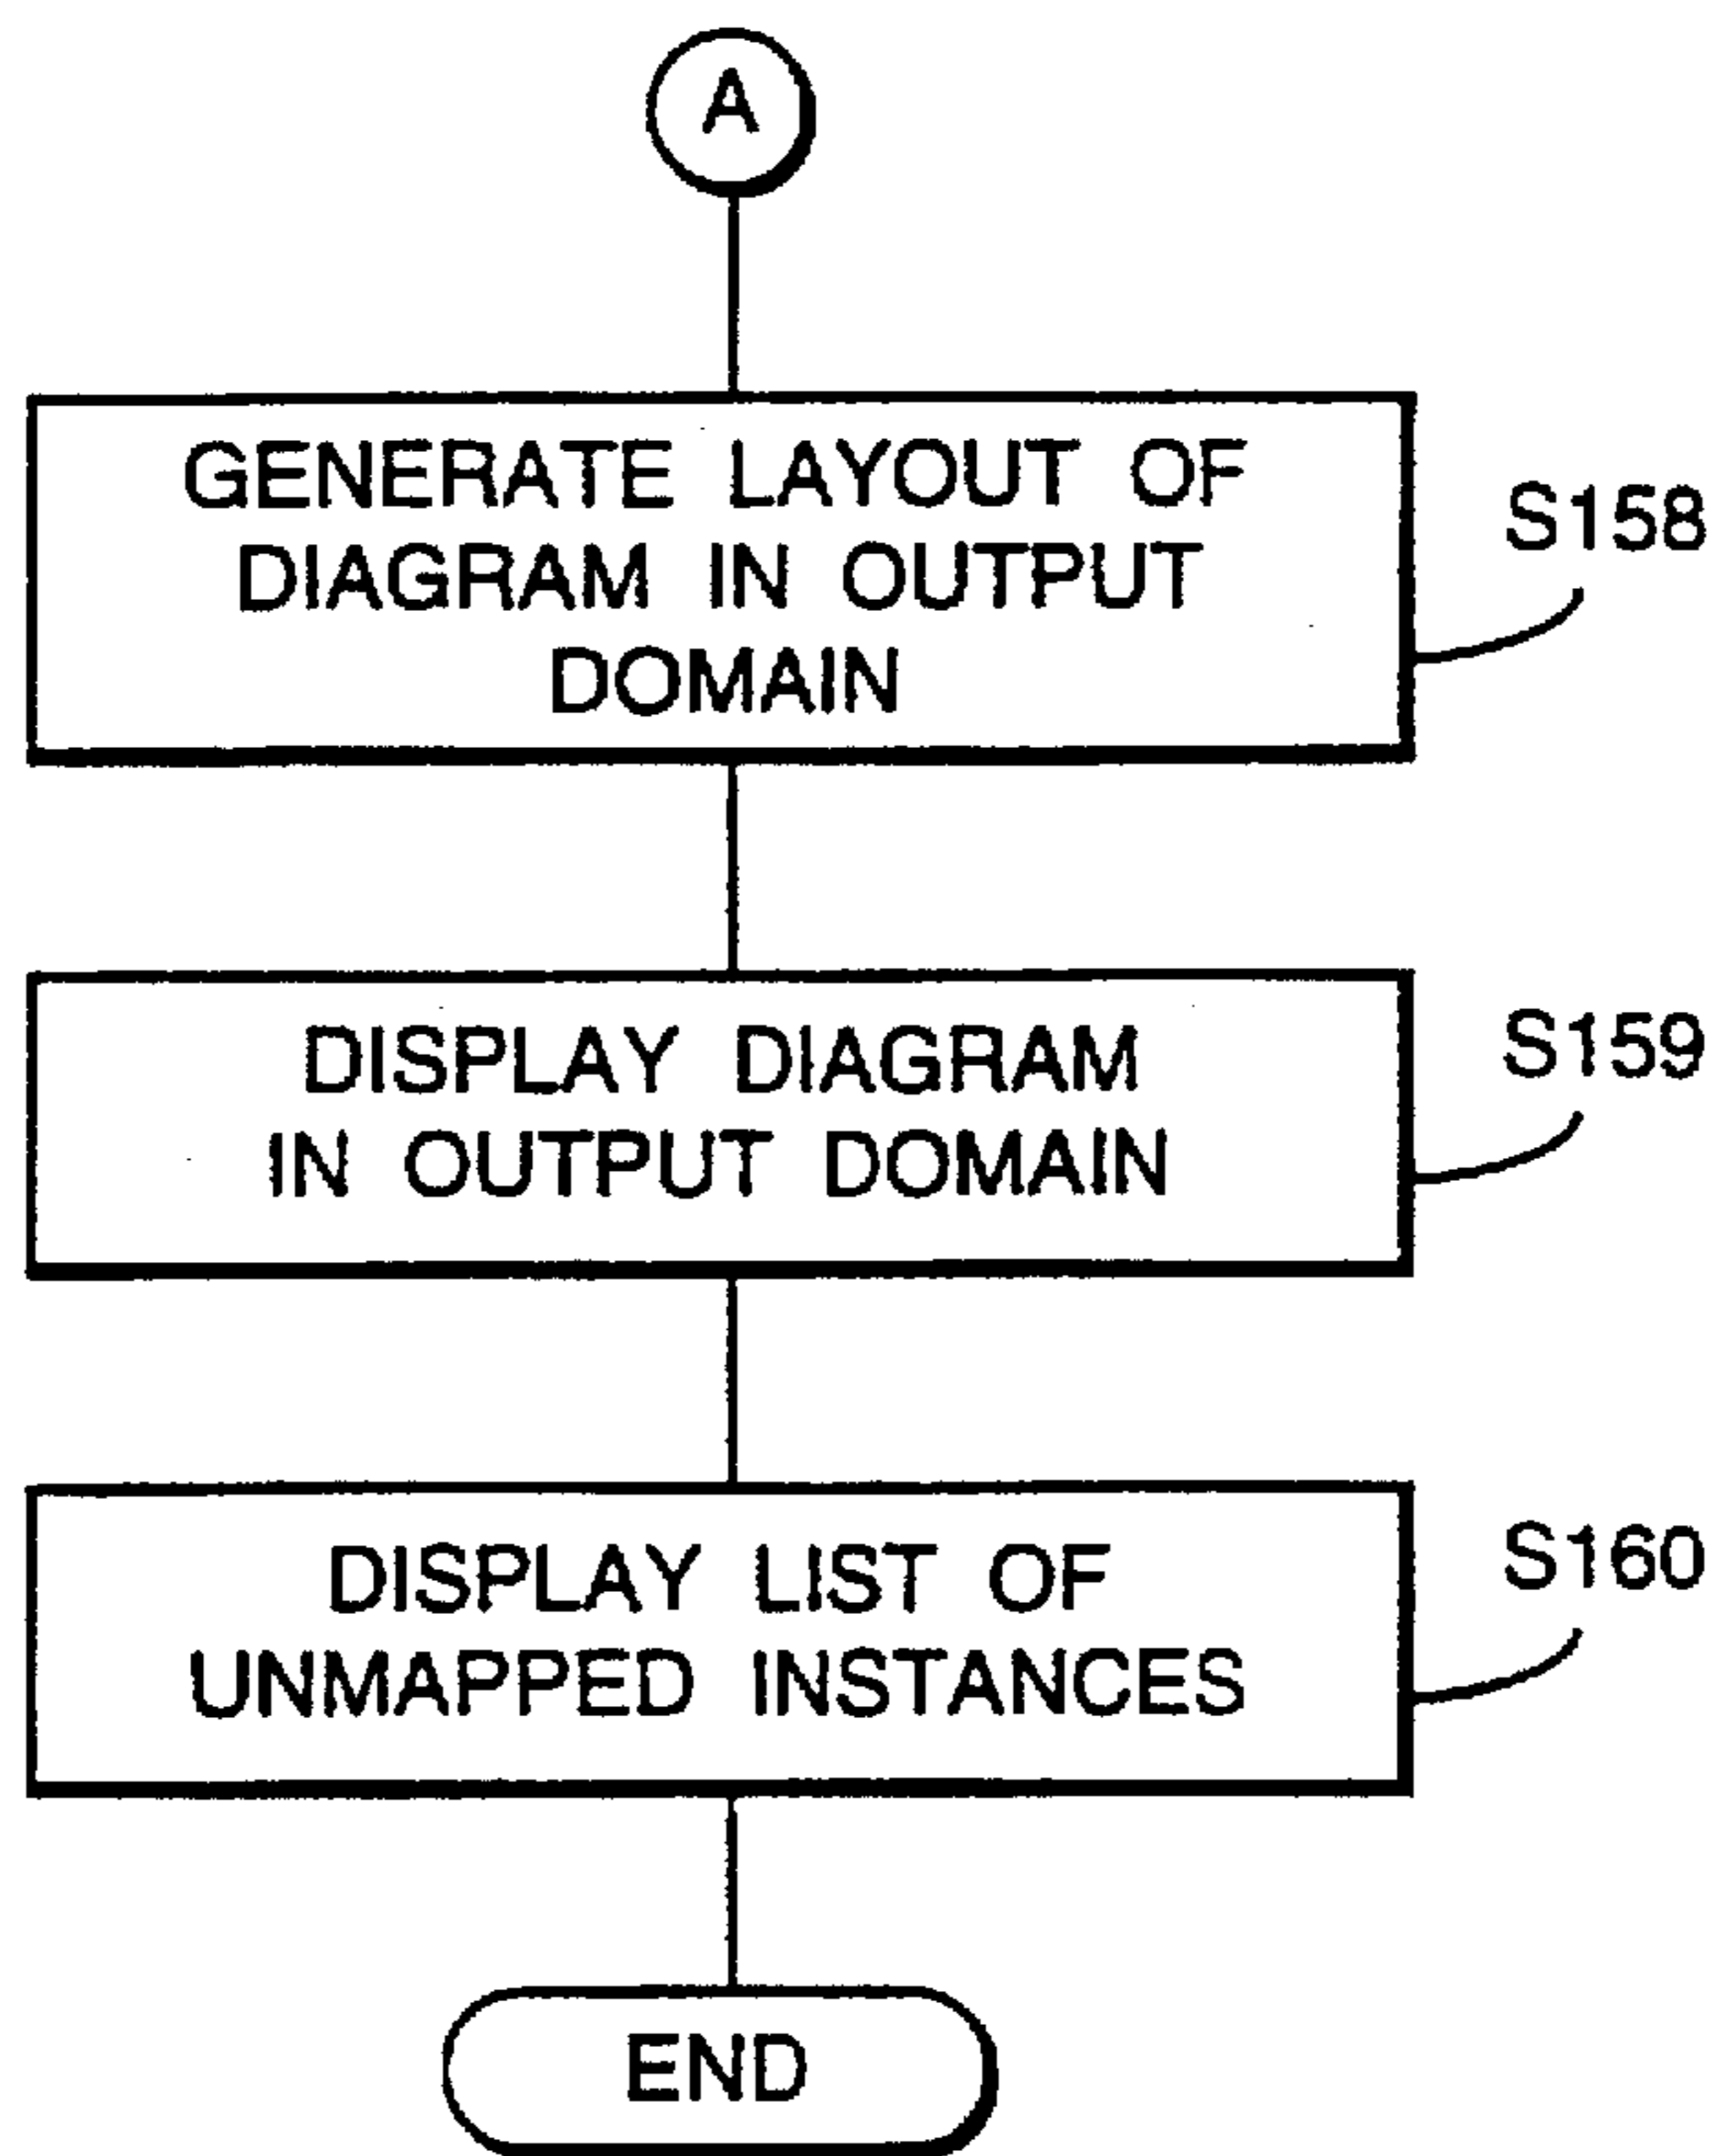 A
GENERATE LAYOUT OF
DIAGRAM IN OUTPUT
DOMAIN
S158
DISPLAY DIAGRAM
IN OUTPUT DOMAIN
S159
DISPLAY LIST OF
UNMAPPED INSTANCES
S160
END